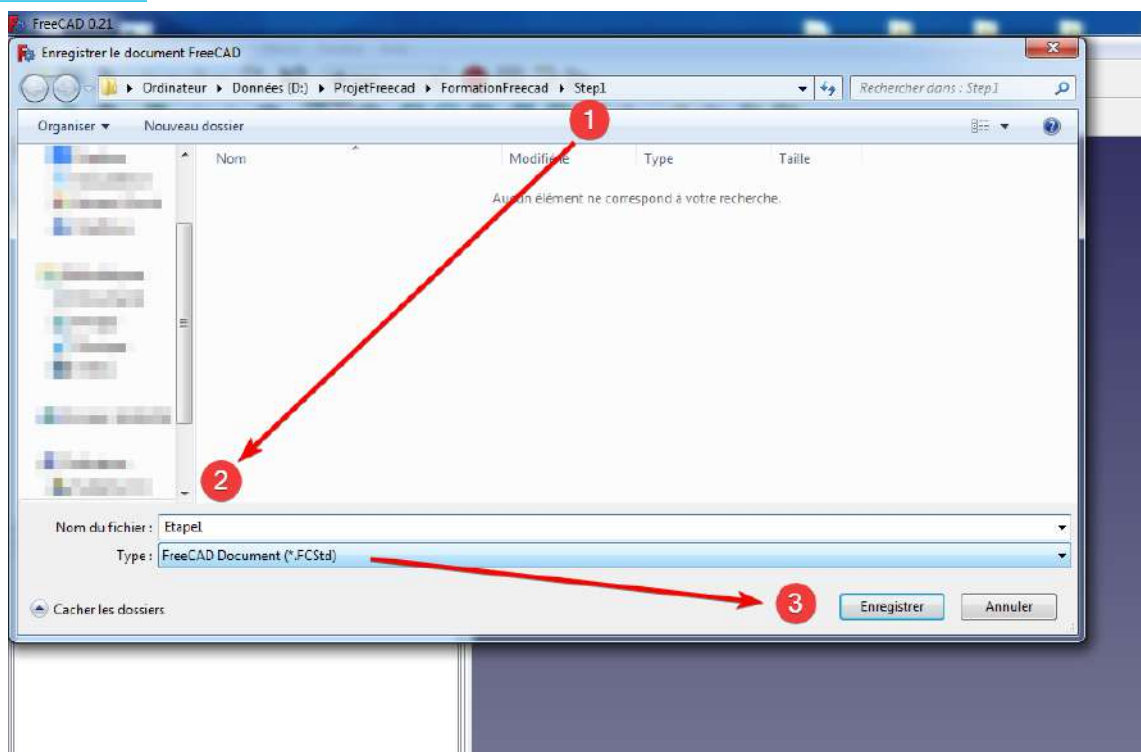 FreeCAD 0.21
Enregistrer le document FreeCAD
Ordinateur ▸ Données (D:) ▸ ProjetFreecad ▸ FormationFreecad ▸ Step1
Rechercher dans : Step1
Organiser
Nouveau dossier
1
Nom
Modifié le
Type
Taille
Aucun élément ne correspond à votre recherche.
2
Nom du fichier : Etape1
Type : FreeCAD Document (*.FCStd)
Cacher les dossiers
3
Enregistrer
Annuler